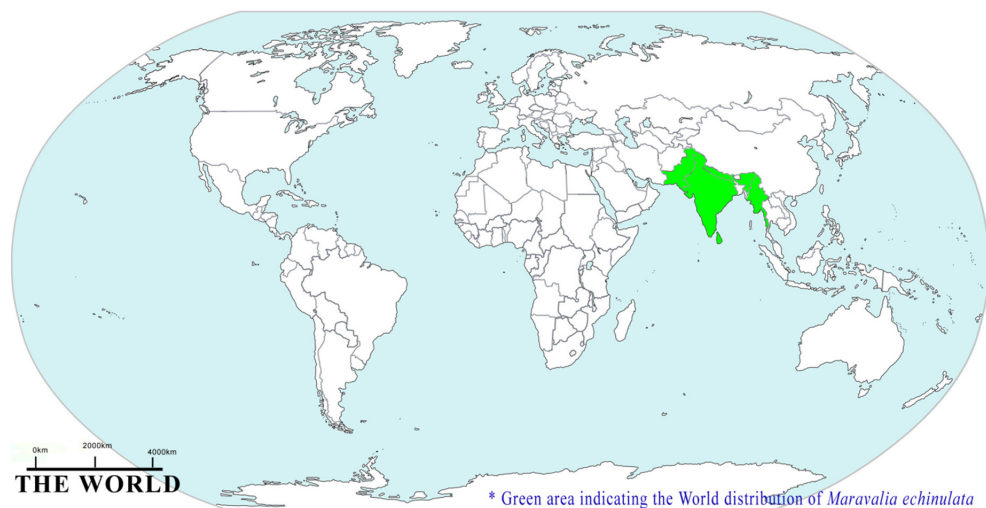 0km 2000km 4000km
THE WORLD
* Green area indicating the World distribution of Maravalia echinulata